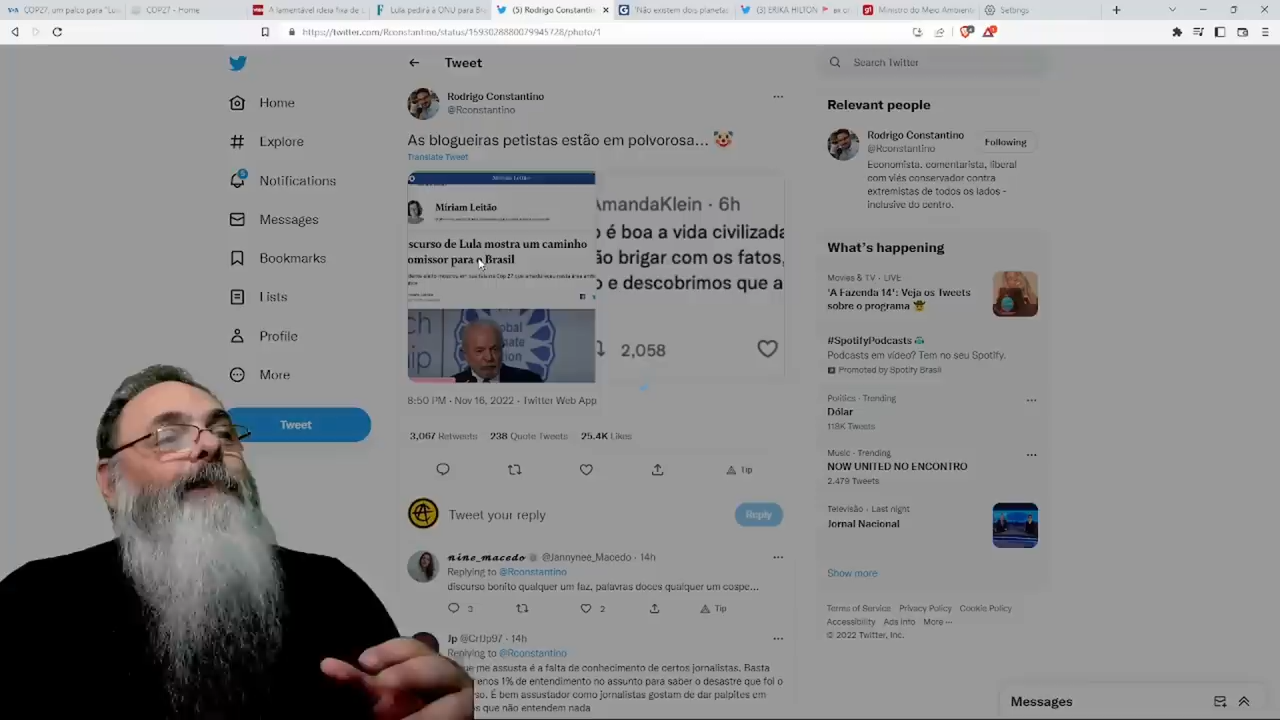 COP27, um palco para "Lul
COP27 - Home
A lamentável ideia fixa de
Lula pedirá à ONU para Br
(5) Rodrigo Constantin
'Não existem dois planetas
(3) ERIKA HILTON
Ministro do Meio Ambient
Settings
https://twitter.com/Rconstantino/status/1593028880079945728/photo/1
Home
Explore
5
Notifications
Messages
Bookmarks
Lists
Profile
More
Tweet
Tweet
Rodrigo Constantino
@Rconstantino
As blogueiras petistas estão em polvorosa...
Translate Tweet
Míriam Leitão
Míriam Leitão
scurso de Lula mostra um caminho
omissor para o Brasil
AmandaKlein · 6h
o é boa a vida civilizada
ão brigar com os fatos,
o e descobrimos que a
2,058
8:50 PM · Nov 16, 2022 · Twitter Web App
3,067 Retweets 238 Quote Tweets 25.4K Likes
Tip
Tweet your reply
Reply
nine_macedo @Jannynee_Macedo · 14h
Replying to @Rconstantino
discurso bonito qualquer um faz, palavras doces qualquer um cospe...
3
2
Tip
Jp @CrUp97 · 14h
Replying to @Rconstantino
me assusta é a falta de conhecimento de certos jornalistas. Basta
enos 1% de entendimento no assunto para saber o desastre que foi o
so. É bem assustador como jornalistas gostam de dar palpites em
s que não entendem nada
Search Twitter
Relevant people
Rodrigo Constantino
@Rconstantino
Following
Economista, comentarista, liberal
com viés conservador contra
extremistas de todos os lados -
inclusive do centro.
What's happening
Movies & TV · LIVE
'A Fazenda 14': Veja os Tweets
sobre o programa
#SpotifyPodcasts
Podcasts em vídeo? Tem no seu Spotify.
Promoted by Spotify Brasil
Politics · Trending
Dólar
118K Tweets
Music · Trending
NOW UNITED NO ENCONTRO
2,479 Tweets
Televisão · Last night
Jornal Nacional
Show more
Terms of Service Privacy Policy Cookie Policy
Accessibility Ads info More ...
© 2022 Twitter, Inc.
Messages